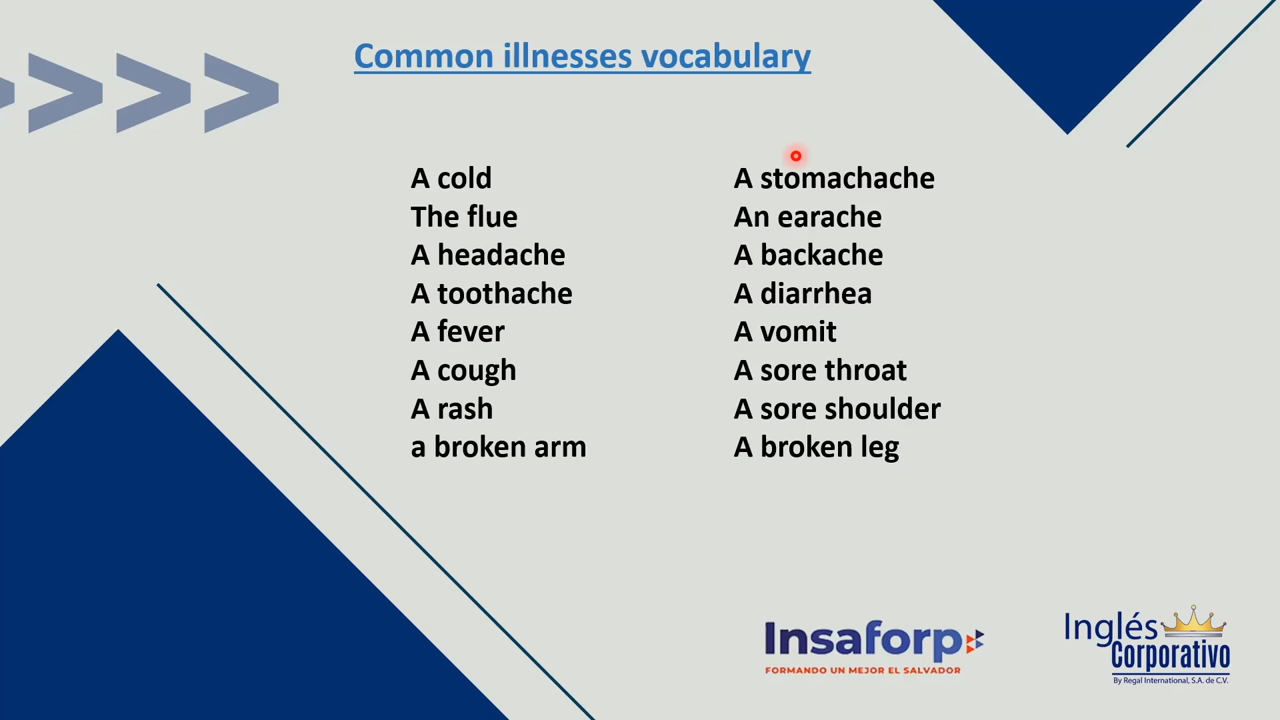 Common illnesses vocabulary
A cold
The flue
A headache
A toothache
A fever
A cough
A rash
a broken arm
A stomachache
An earache
A backache
A diarrhea
A vomit
A sore throat
A sore shoulder
A broken leg
Insaforp
FORMANDO UN MEJOR EL SALVADOR
Inglés
Corporativo
By Regal International, S.A. de C.V.